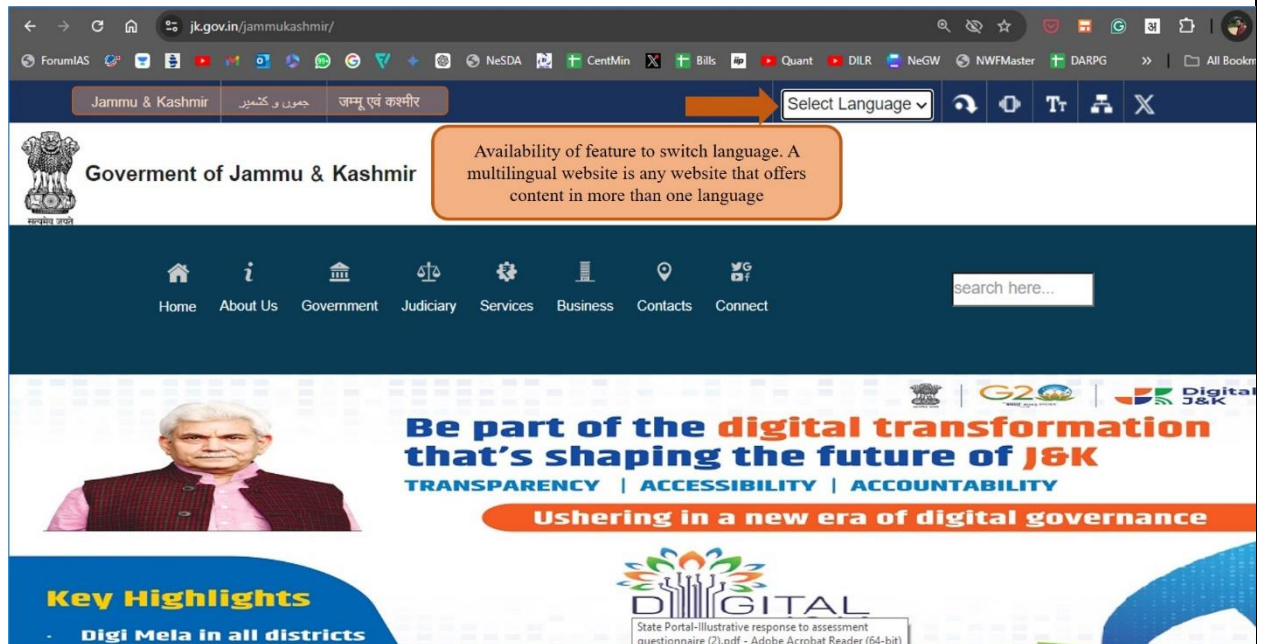 jk.gov.in/jammukashmir/
ForumIAS NeSDA CentMin Bills Quant DILR NeGW NWFMaster DARPG » All Bookm
Jammu & Kashmir جموں و کشمیر जम्मू एवं कश्मीर Select Language
Goverment of Jammu & Kashmir
सत्यमेव जयते
Availability of feature to switch language. A
multilingual website is any website that offers
content in more than one language
Home About Us Government Judiciary Services Business Contacts Connect
search here...
G20 Digital
J&K
Be part of the digital transformation
that's shaping the future of J&K
TRANSPARENCY | ACCESSIBILITY | ACCOUNTABILITY
Ushering in a new era of digital governance
Key Highlights
· Digi Mela in all districts
DIGITAL
State Portal-Illustrative response to assessment
questionnaire (2).pdf - Adobe Acrobat Reader (64-bit)